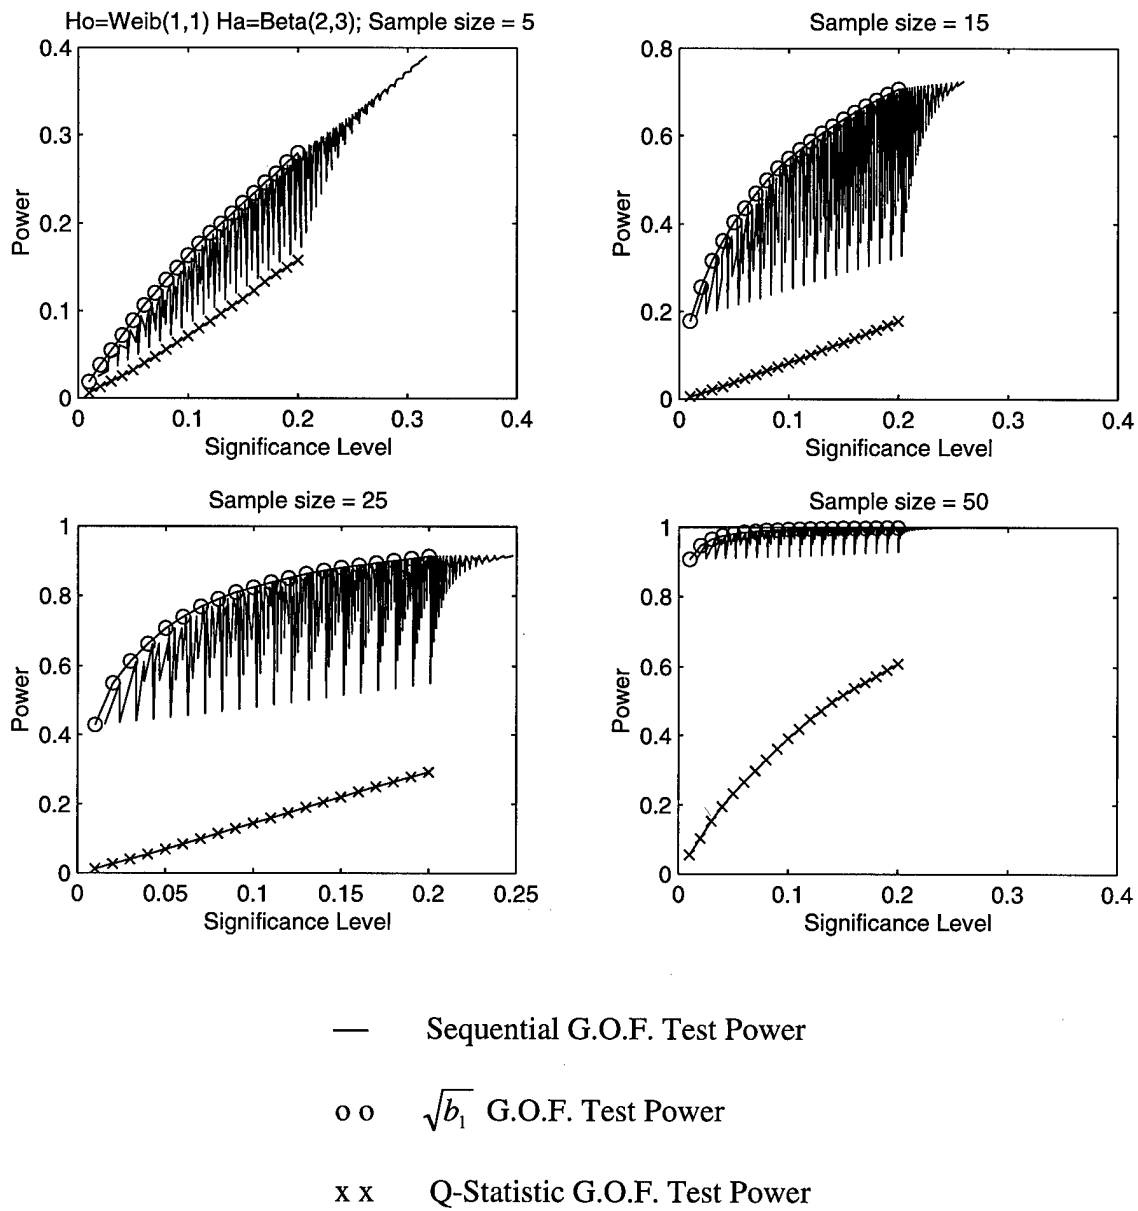 Ho=Weib(1,1) Ha=Beta(2,3); Sample size = 5
0.4
0.3
0.2
0.1
0
Power
0 0.1 0.2 0.3 0.4
Significance Level
Sample size = 15
0.8
0.6
0.4
0.2
0
Power
0 0.1 0.2 0.3 0.4
Significance Level
Sample size = 25
1
0.8
0.6
0.4
0.2
0
Power
0 0.05 0.1 0.15 0.2 0.25
Significance Level
Sample size = 50
1
0.8
0.6
0.4
0.2
0
Power
0 0.1 0.2 0.3 0.4
Significance Level
— Sequential G.O.F. Test Power
o o √b₁ G.O.F. Test Power
x x Q-Statistic G.O.F. Test Power